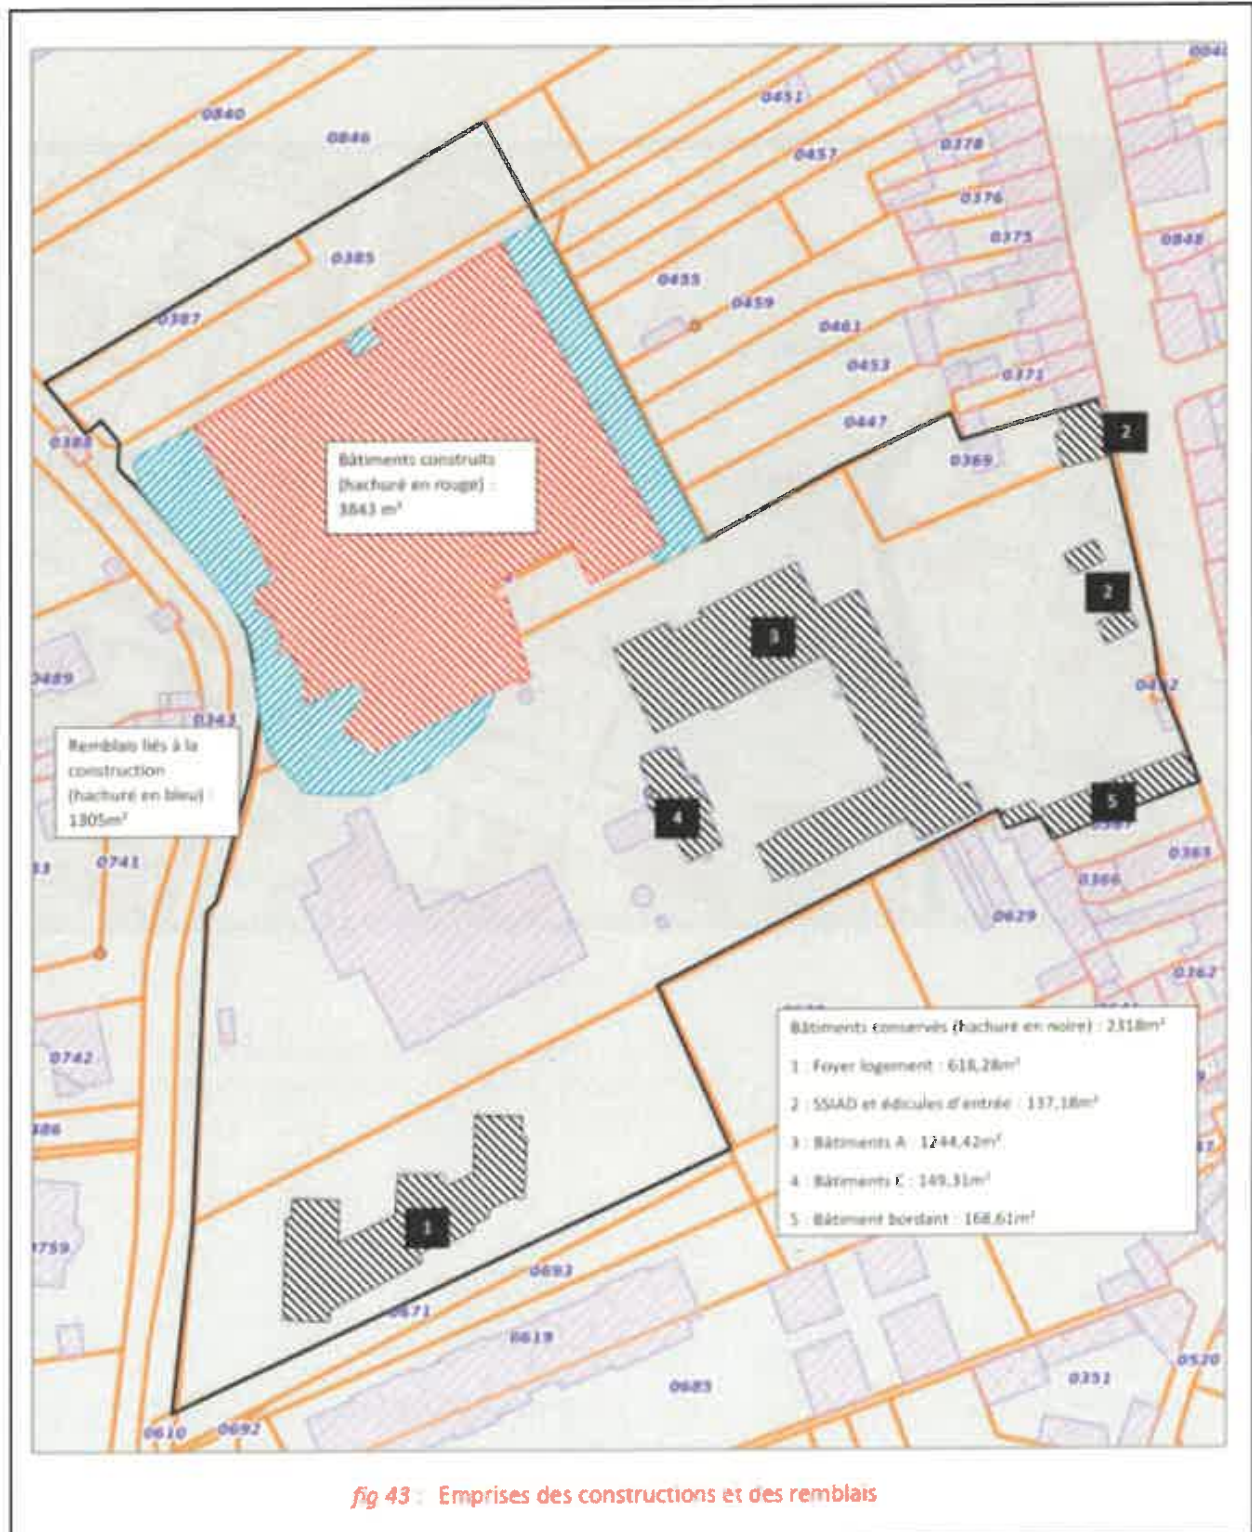 0840
0846
0451
0457
0378
0376
0375
0848
0385
0455
0459
0387
0461
0453
0371
0447
0388
0369
2
Bâtiments construits
(hachuré en rouge) :
3843 m²
2
3
0489
0343
Remblais liés à la
construction
(hachuré en bleu) :
1305m²
4
5
0741
0365
0366
0629
0362
0742
Bâtiments conservés (hachuré en noire) : 2318m²
1 : Foyer logement : 618,28m²
2 : SSIAD et édicules d'entrée : 137,18m²
3 : Bâtiments A : 1244,42m²
4 : Bâtiments C : 149,31m²
5 : Bâtiment bordant : 168,61m²
1
0693
0671
0619
0685
0351
0520
0610
0692
fig 43 : Emprises des constructions et des remblais